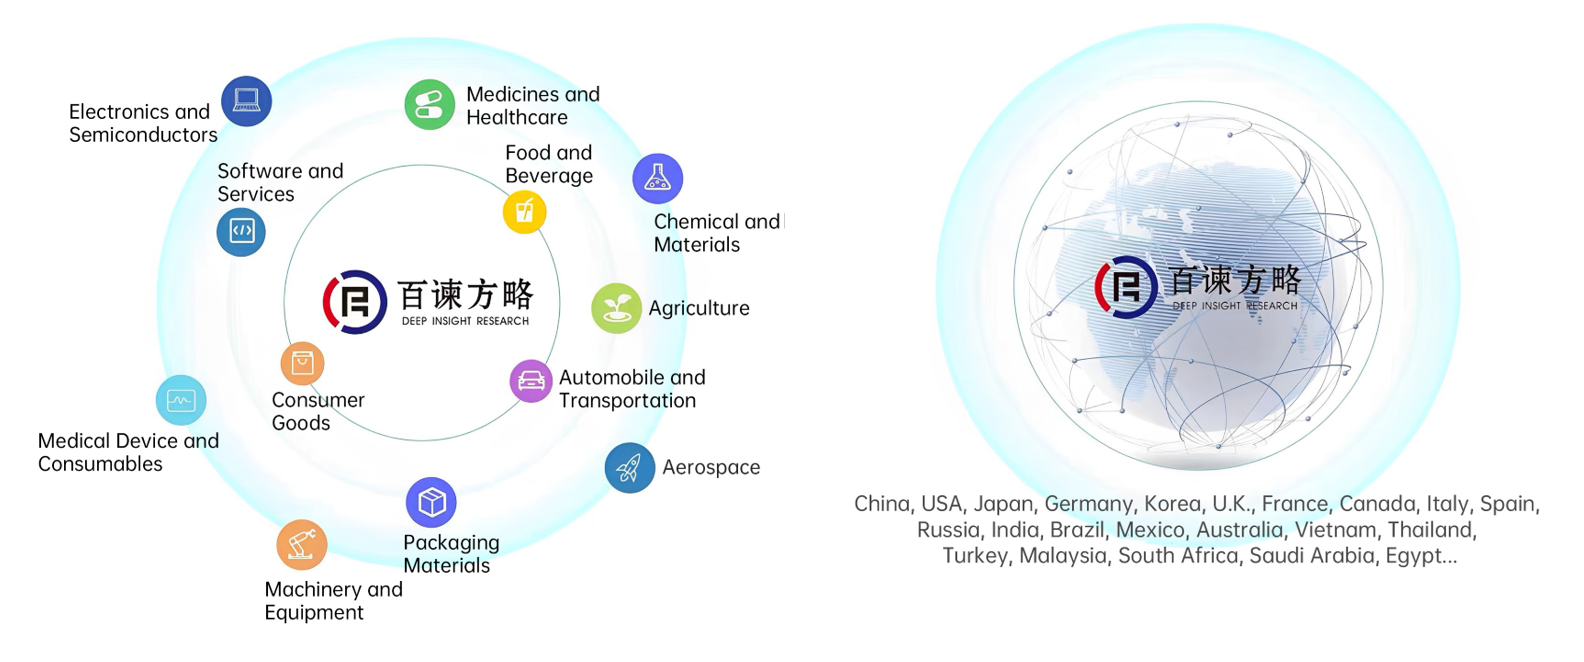 Electronics and
Semiconductors
Medicines and
Healthcare
Software and
Services
Food and
Beverage
Chemical and
Materials
百谏方略
DEEP INSIGHT RESEARCH
Agriculture
Consumer
Goods
Automobile and
Transportation
Medical Device and
Consumables
Aerospace
Packaging
Materials
Machinery and
Equipment
百谏方略
DEEP INSIGHT RESEARCH
China, USA, Japan, Germany, Korea, U.K., France, Canada, Italy, Spain,
Russia, India, Brazil, Mexico, Australia, Vietnam, Thailand,
Turkey, Malaysia, South Africa, Saudi Arabia, Egypt...